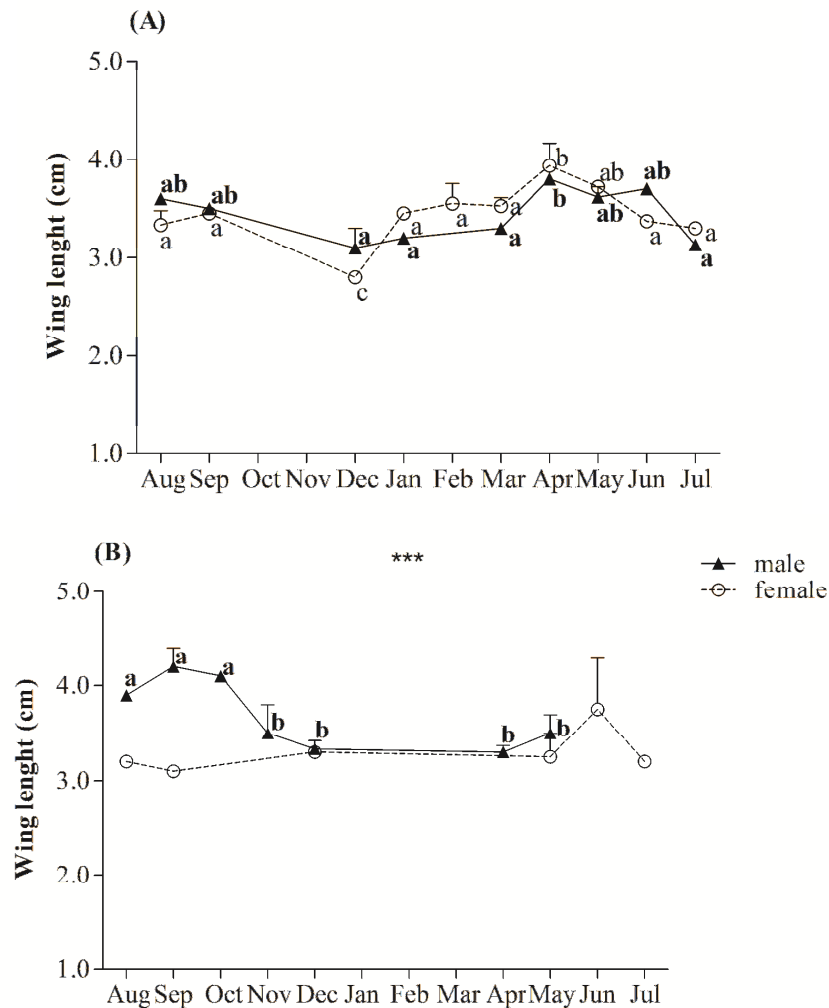 (A)
5.0
4.0
3.0
2.0
1.0
Wing lenght (cm)
ab ab a a a b ab ab a
a a c a a a b ab a a
Aug Sep Oct Nov Dec Jan Feb Mar Apr May Jun Jul
(B)
***
male
female
5.0
4.0
3.0
2.0
1.0
Wing lenght (cm)
a a a b b b b
Aug Sep Oct Nov Dec Jan Feb Mar Apr May Jun Jul